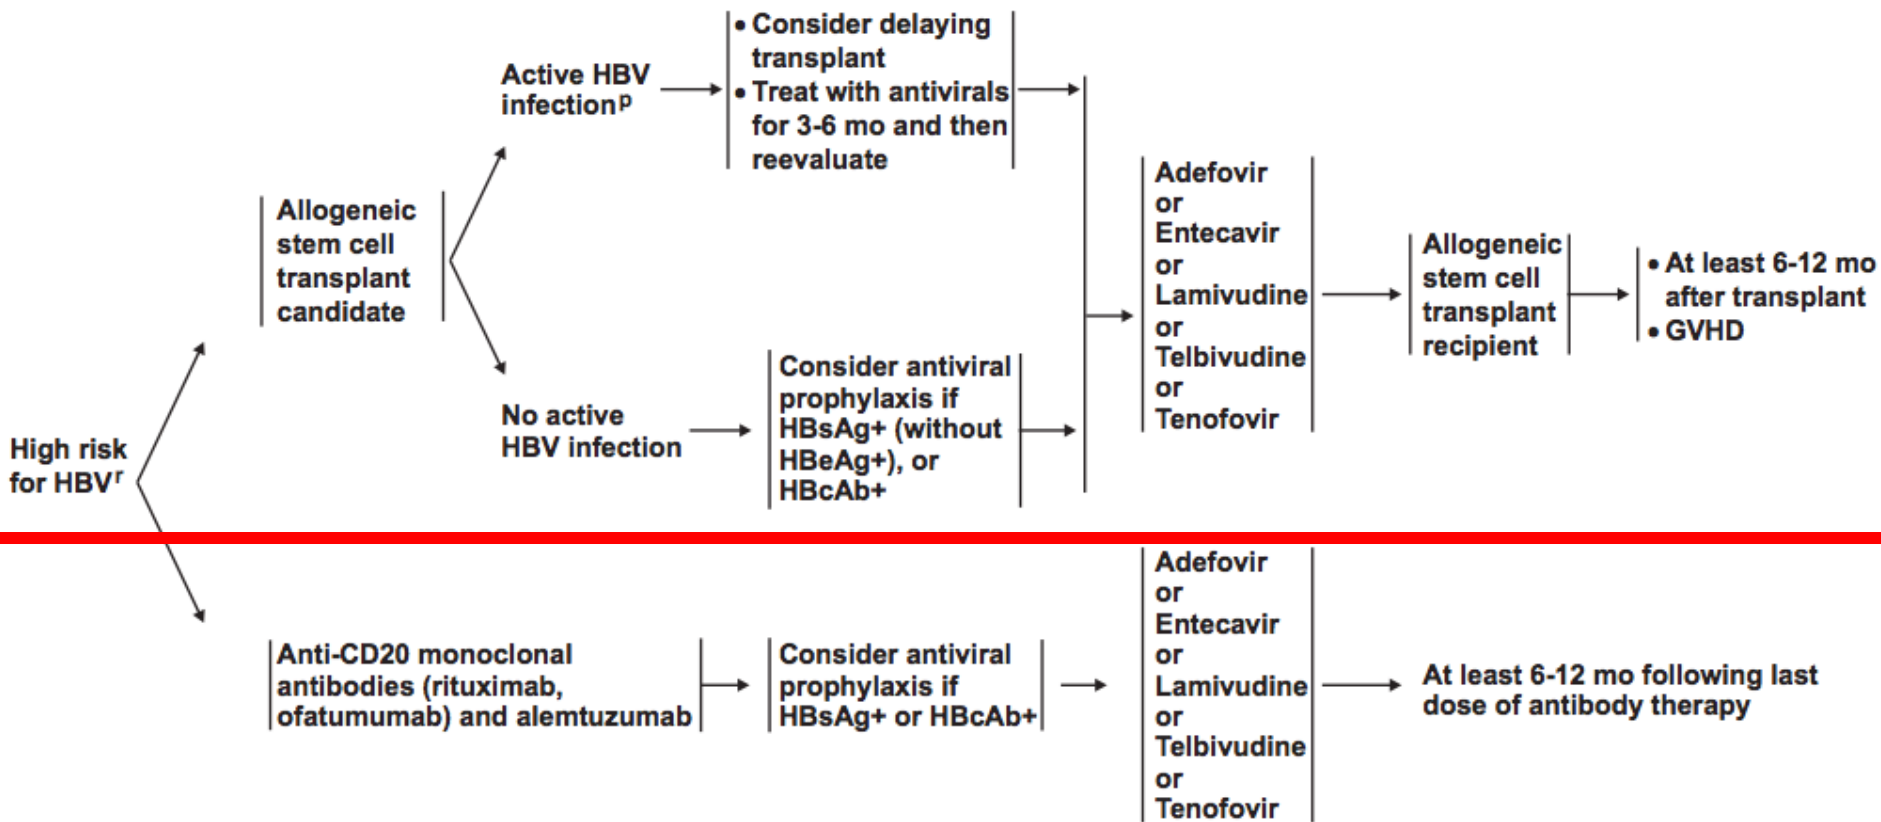 High risk
for HBVr
Allogeneic
stem cell
transplant
candidate
Active HBV
infectionp
• Consider delaying
transplant
• Treat with antivirals
for 3-6 mo and then
reevaluate
No active
HBV infection
Consider antiviral
prophylaxis if
HBsAg+ (without
HBeAg+), or
HBcAb+
Adefovir
or
Entecavir
or
Lamivudine
or
Telbivudine
or
Tenofovir
Allogeneic
stem cell
transplant
recipient
• At least 6-12 mo
after transplant
• GVHD
Anti-CD20 monoclonal
antibodies (rituximab,
ofatumumab) and alemtuzumab
Consider antiviral
prophylaxis if
HBsAg+ or HBcAb+
Adefovir
or
Entecavir
or
Lamivudine
or
Telbivudine
or
Tenofovir
At least 6-12 mo following last
dose of antibody therapy